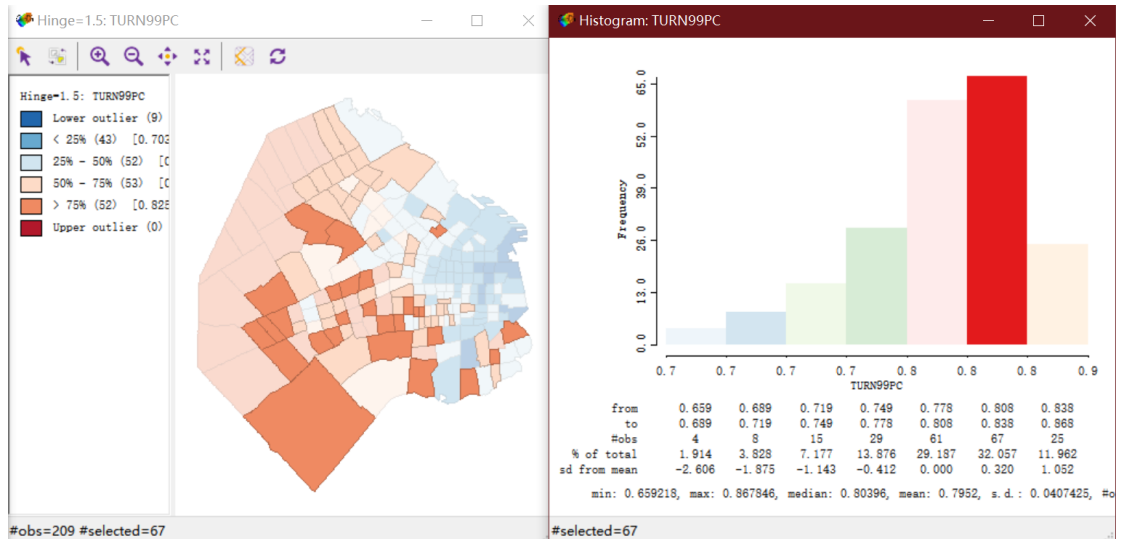 Hinge=1.5: TURN99PC
Hinge=1.5: TURN99PC
Lower outlier (9)
< 25% (43) [0.703
25% - 50% (52) [0
50% - 75% (53) [0
> 75% (52) [0.825
Upper outlier (0)
#obs=209 #selected=67
Histogram: TURN99PC
Frequency
65.0
52.0
39.0
26.0
13.0
0.0
0.7 0.7 0.7 0.7 0.8 0.8 0.8 0.9
TURN99PC
from 0.659 0.689 0.719 0.749 0.778 0.808 0.838
to 0.689 0.719 0.749 0.778 0.808 0.838 0.868
#obs 4 8 15 29 61 67 25
% of total 1.914 3.828 7.177 13.876 29.187 32.057 11.962
sd from mean -2.606 -1.875 -1.143 -0.412 0.000 0.320 1.052
min: 0.659218, max: 0.867846, median: 0.80396, mean: 0.7952, s.d.: 0.0407425, #o
#selected=67